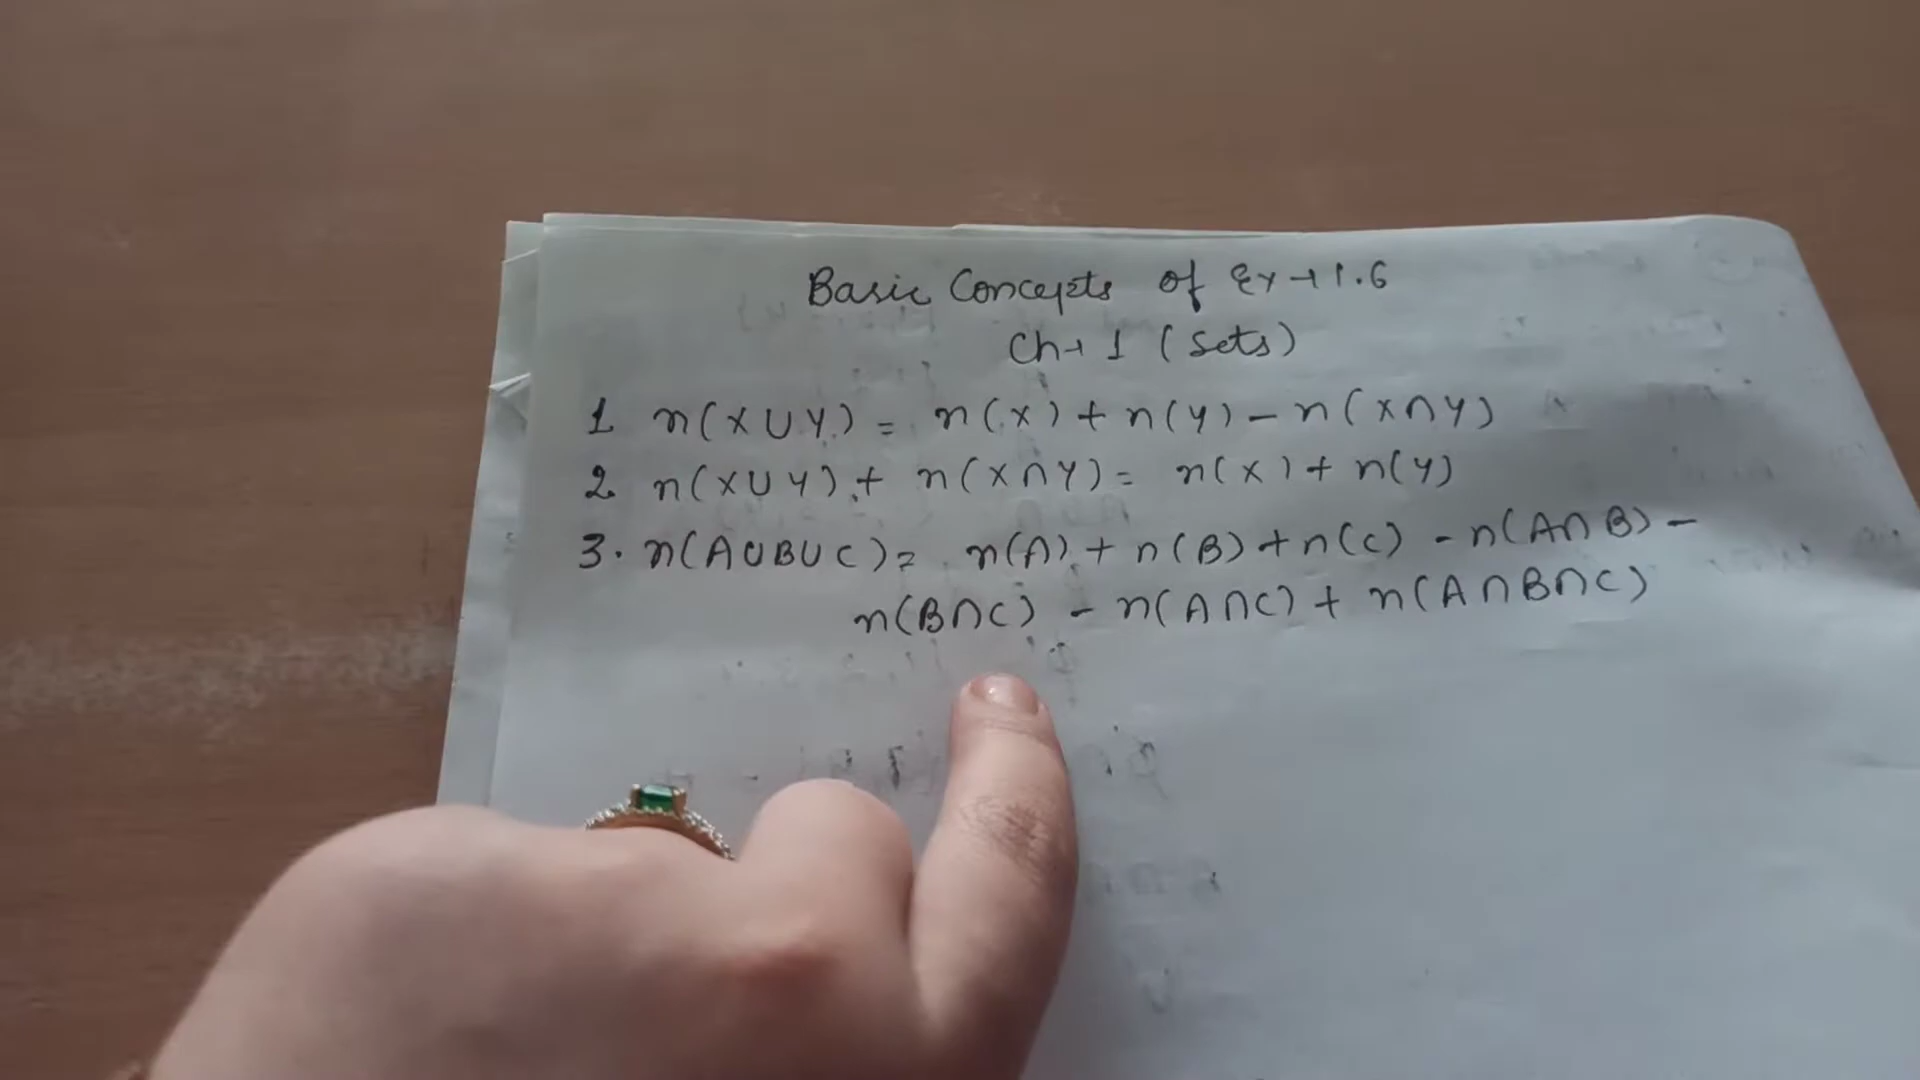 Basic Concepts of Ex → 1.6
Ch → 1 (Sets)
1 n(X∪Y) = n(X) + n(Y) - n(X∩Y)
2 n(X∪Y) + n(X∩Y) = n(X) + n(Y)
3. n(A∪B∪C) = n(A) + n(B) + n(C) - n(A∩B) -
n(B∩C) - n(A∩C) + n(A∩B∩C)